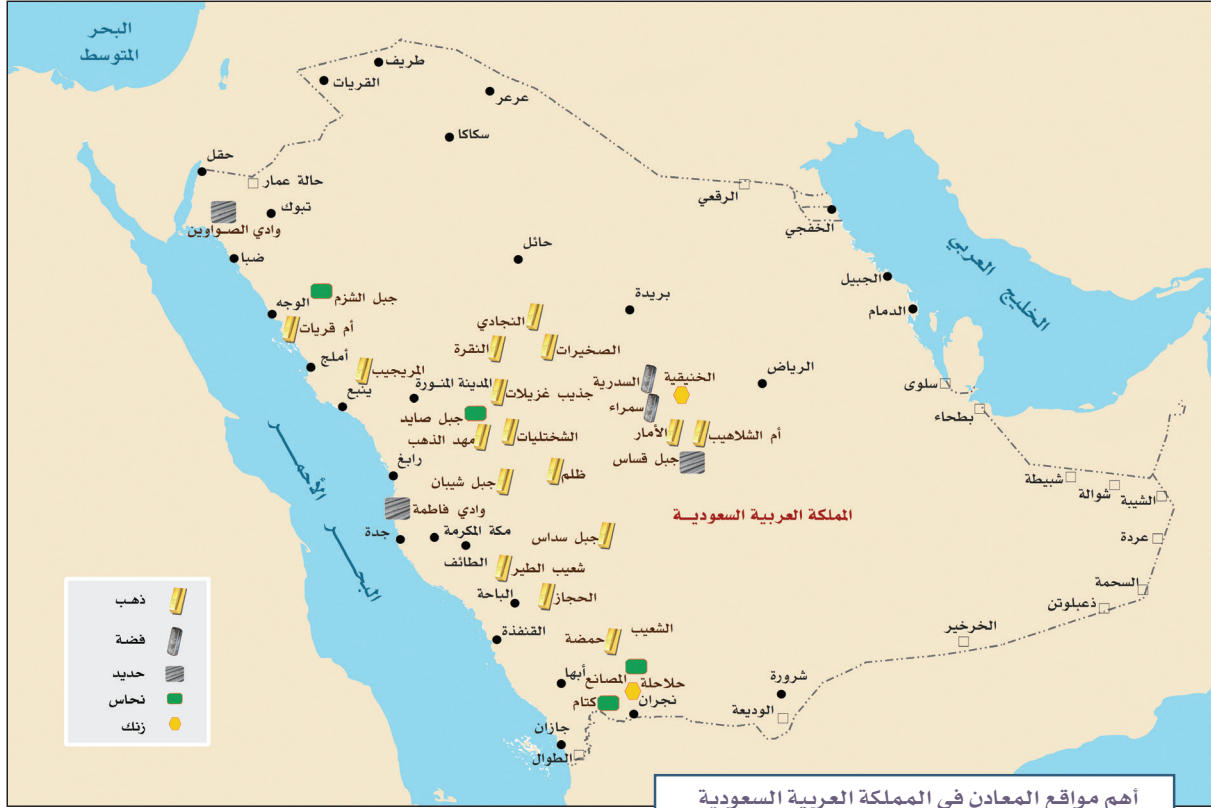 البحر
المتوسط
طريف
القريات
عرعر
سكاكا
حقل
حالة عمار
تبوك
وادي الصواوين
ضبا
الرقعي
الخفجي
حائل
الخليج العربي
الجبيل
الدمام
بريدة
جبل الشزم
الوجه
أم قريات
النجادي
الصخيرات
النقرة
أملج
المريجيب
السدرية
الخنيقية
الرياض
سلوى
بطحاء
ينبع
المدينة المنورة
جذيب غزيلات
سمراء
جبل صايد
الشختليات
مهد الذهب
الأمار
أم الشلاهيب
جبل قساس
رابغ
ظلم
جبل شيبان
شبيطة
شوالة
الشيبة
البحر الأحمر
وادي فاطمة
المملكة العربية السعودية
جدة
مكة المكرمة
الطائف
جبل سداس
عردة
شعيب الطير
الباحة
الحجاز
السحمة
ذعبلوتن
القنفذة
الشعيب
حمضة
الخرخير
أبها
المصانع
حلاحلة
كتام
نجران
شرورة
الوديعة
جازان
الطوال
ذهب
فضة
حديد
نحاس
زنك
أهم مواقع المعادن في المملكة العربية السعودية